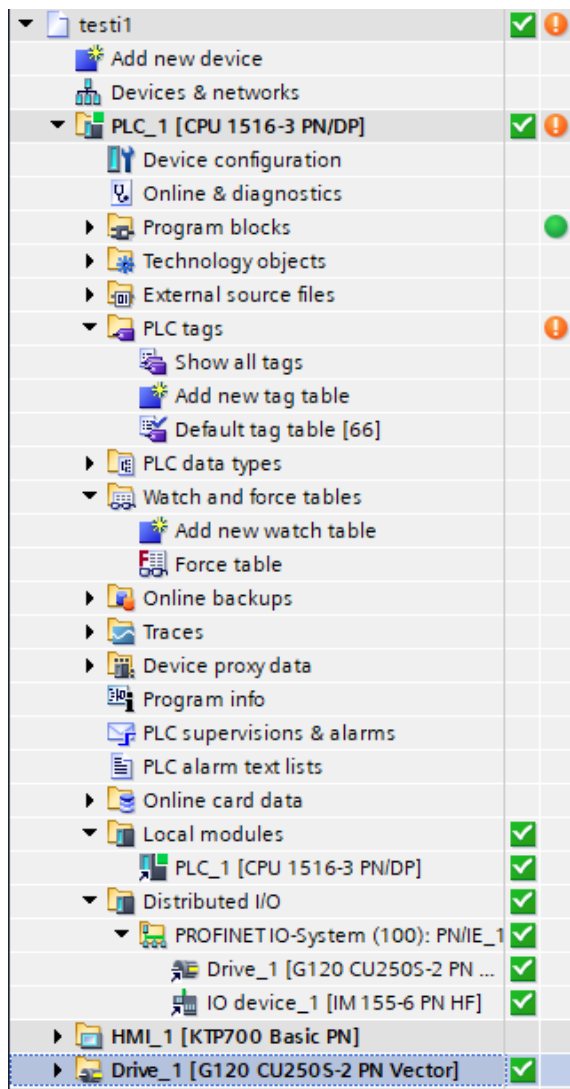 testi1
Add new device
Devices & networks
PLC_1 [CPU 1516-3 PN/DP]
Device configuration
Online & diagnostics
Program blocks
Technology objects
External source files
PLC tags
Show all tags
Add new tag table
Default tag table [66]
PLC data types
Watch and force tables
Add new watch table
Force table
Online backups
Traces
Device proxy data
Program info
PLC supervisions & alarms
PLC alarm text lists
Online card data
Local modules
PLC_1 [CPU 1516-3 PN/DP]
Distributed I/O
PROFINET IO-System (100): PN/IE_1
Drive_1 [G120 CU250S-2 PN ...
IO device_1 [IM 155-6 PN HF]
HMI_1 [KTP700 Basic PN]
Drive_1 [G120 CU250S-2 PN Vector]